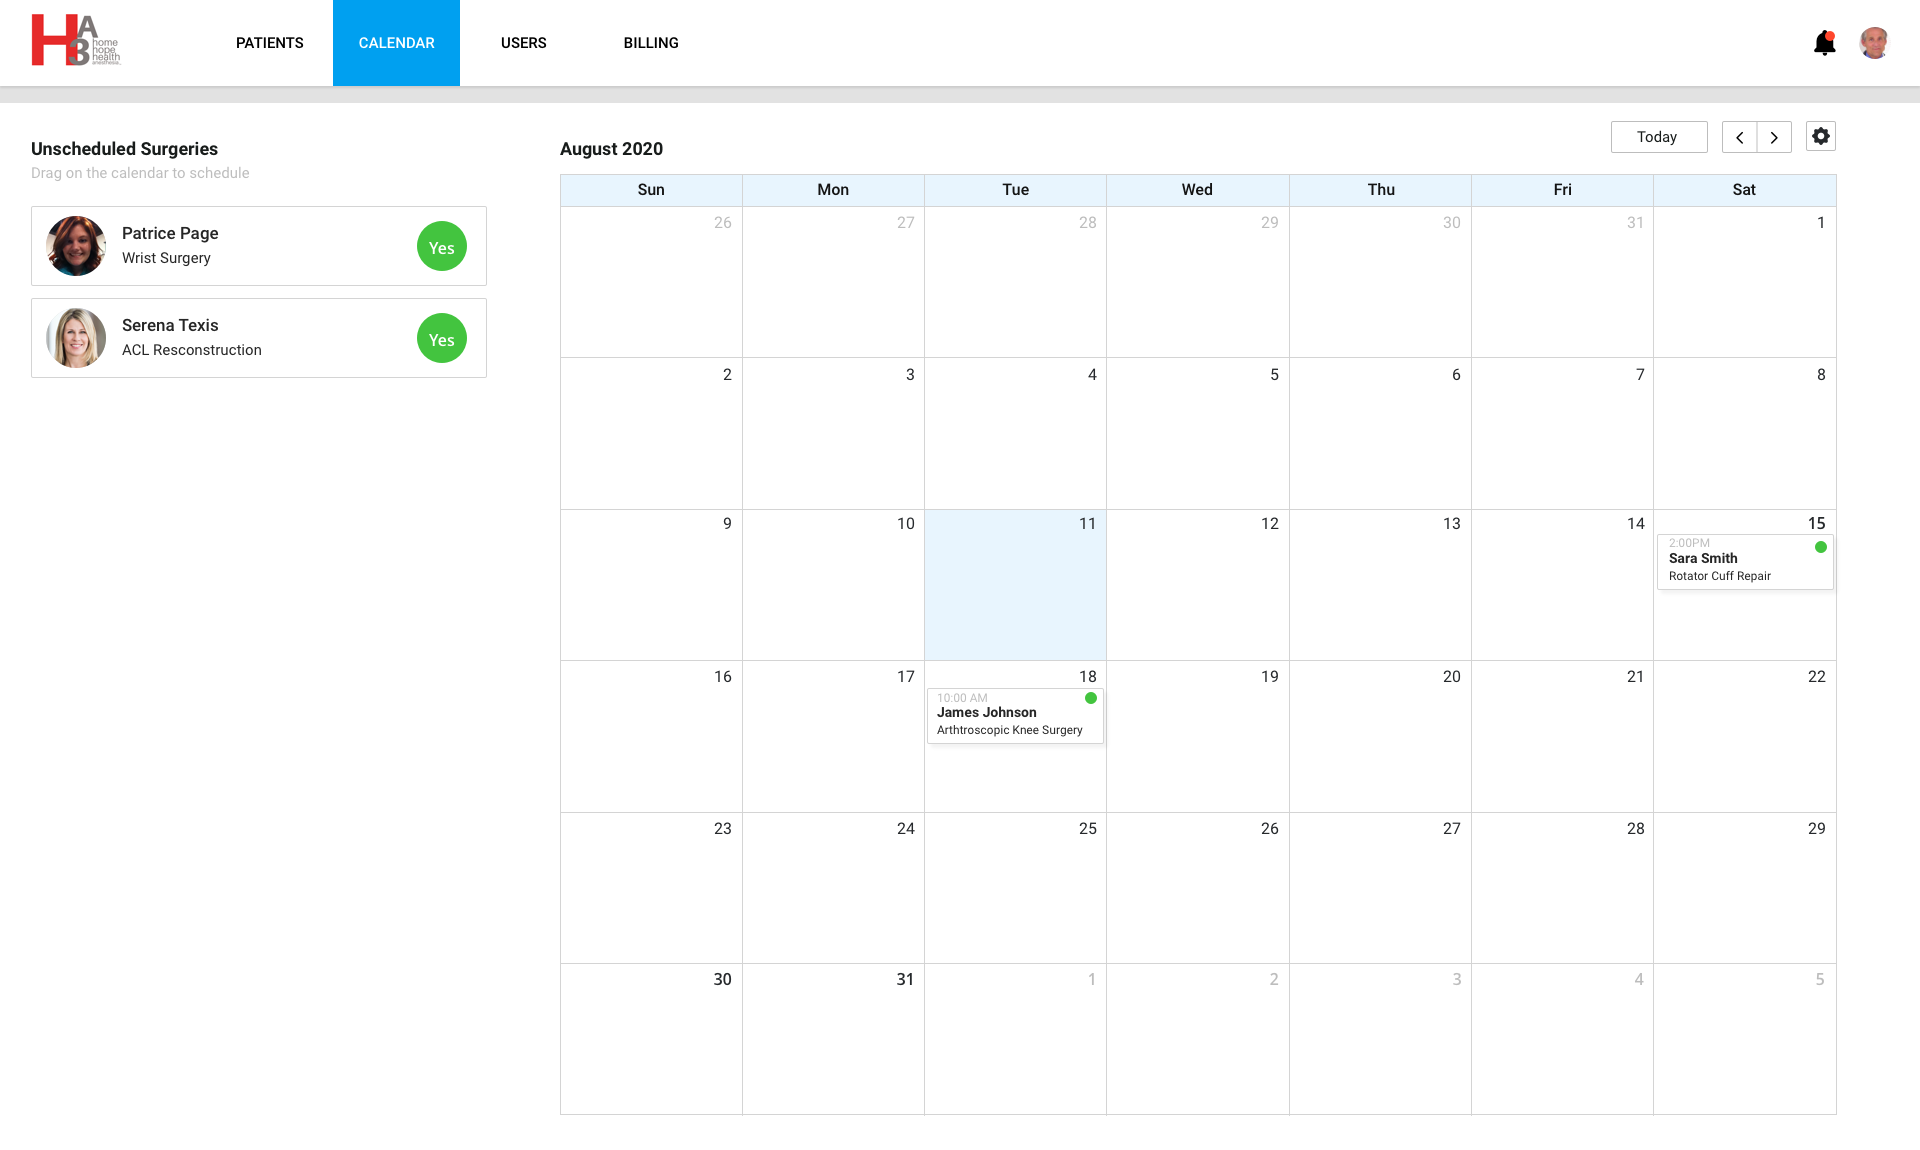 HA3 home
hope
health
anesthesia
PATIENTS
CALENDAR
USERS
BILLING
Unscheduled Surgeries
Drag on the calendar to schedule
Patrice Page
Wrist Surgery
Yes
Serena Texis
ACL Resconstruction
Yes
August 2020
Today
Sun Mon Tue Wed Thu Fri Sat
26 27 28 29 30 31 1
2 3 4 5 6 7 8
9 10 11 12 13 14 15
2:00PM
Sara Smith
Rotator Cuff Repair
16 17 18 19 20 21 22
10:00 AM
James Johnson
Arthtroscopic Knee Surgery
23 24 25 26 27 28 29
30 31 1 2 3 4 5